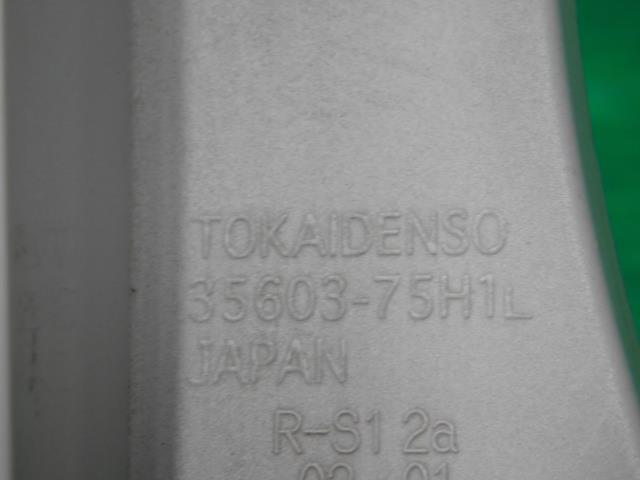 TOKAIDENSO
35603-75H1L
JAPAN
R-S1 2a